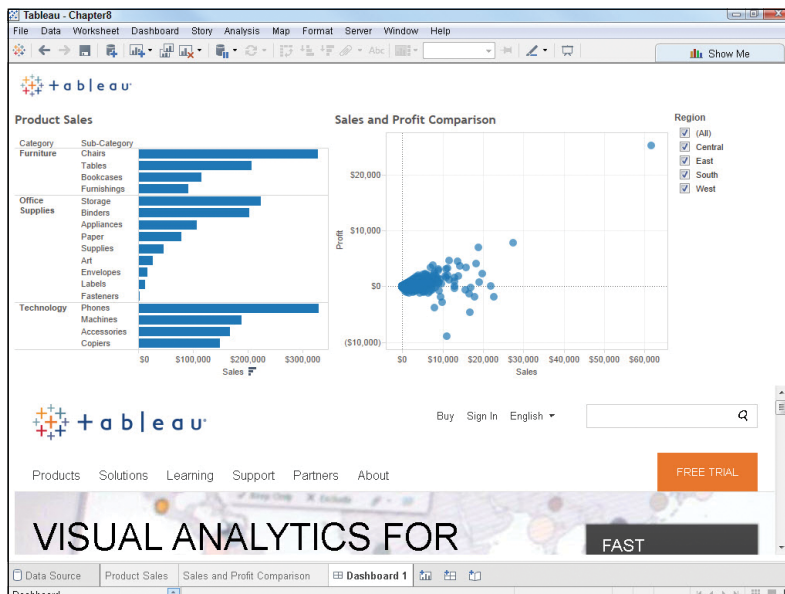 Tableau - Chapter8
File Data Worksheet Dashboard Story Analysis Map Format Server Window Help
Abc
Show Me
+ a b l e a u
Product Sales
Category Sub-Category
Furniture Chairs
Tables
Bookcases
Furnishings
Office Supplies Storage
Binders
Appliances
Paper
Supplies
Art
Envelopes
Labels
Fasteners
Technology Phones
Machines
Accessories
Copiers
$0 $100,000 $200,000 $300,000
Sales
Sales and Profit Comparison
Profit
$20,000
$10,000
$0
($10,000)
$0 $10,000 $20,000 $30,000 $40,000 $50,000 $60,000
Sales
Region
(All)
Central
East
South
West
+ a b l e a u
Buy Sign In English
Products Solutions Learning Support Partners About
FREE TRIAL
Keep Only Exclude
VISUAL ANALYTICS FOR
FAST
Data Source Product Sales Sales and Profit Comparison Dashboard 1
Dashboard